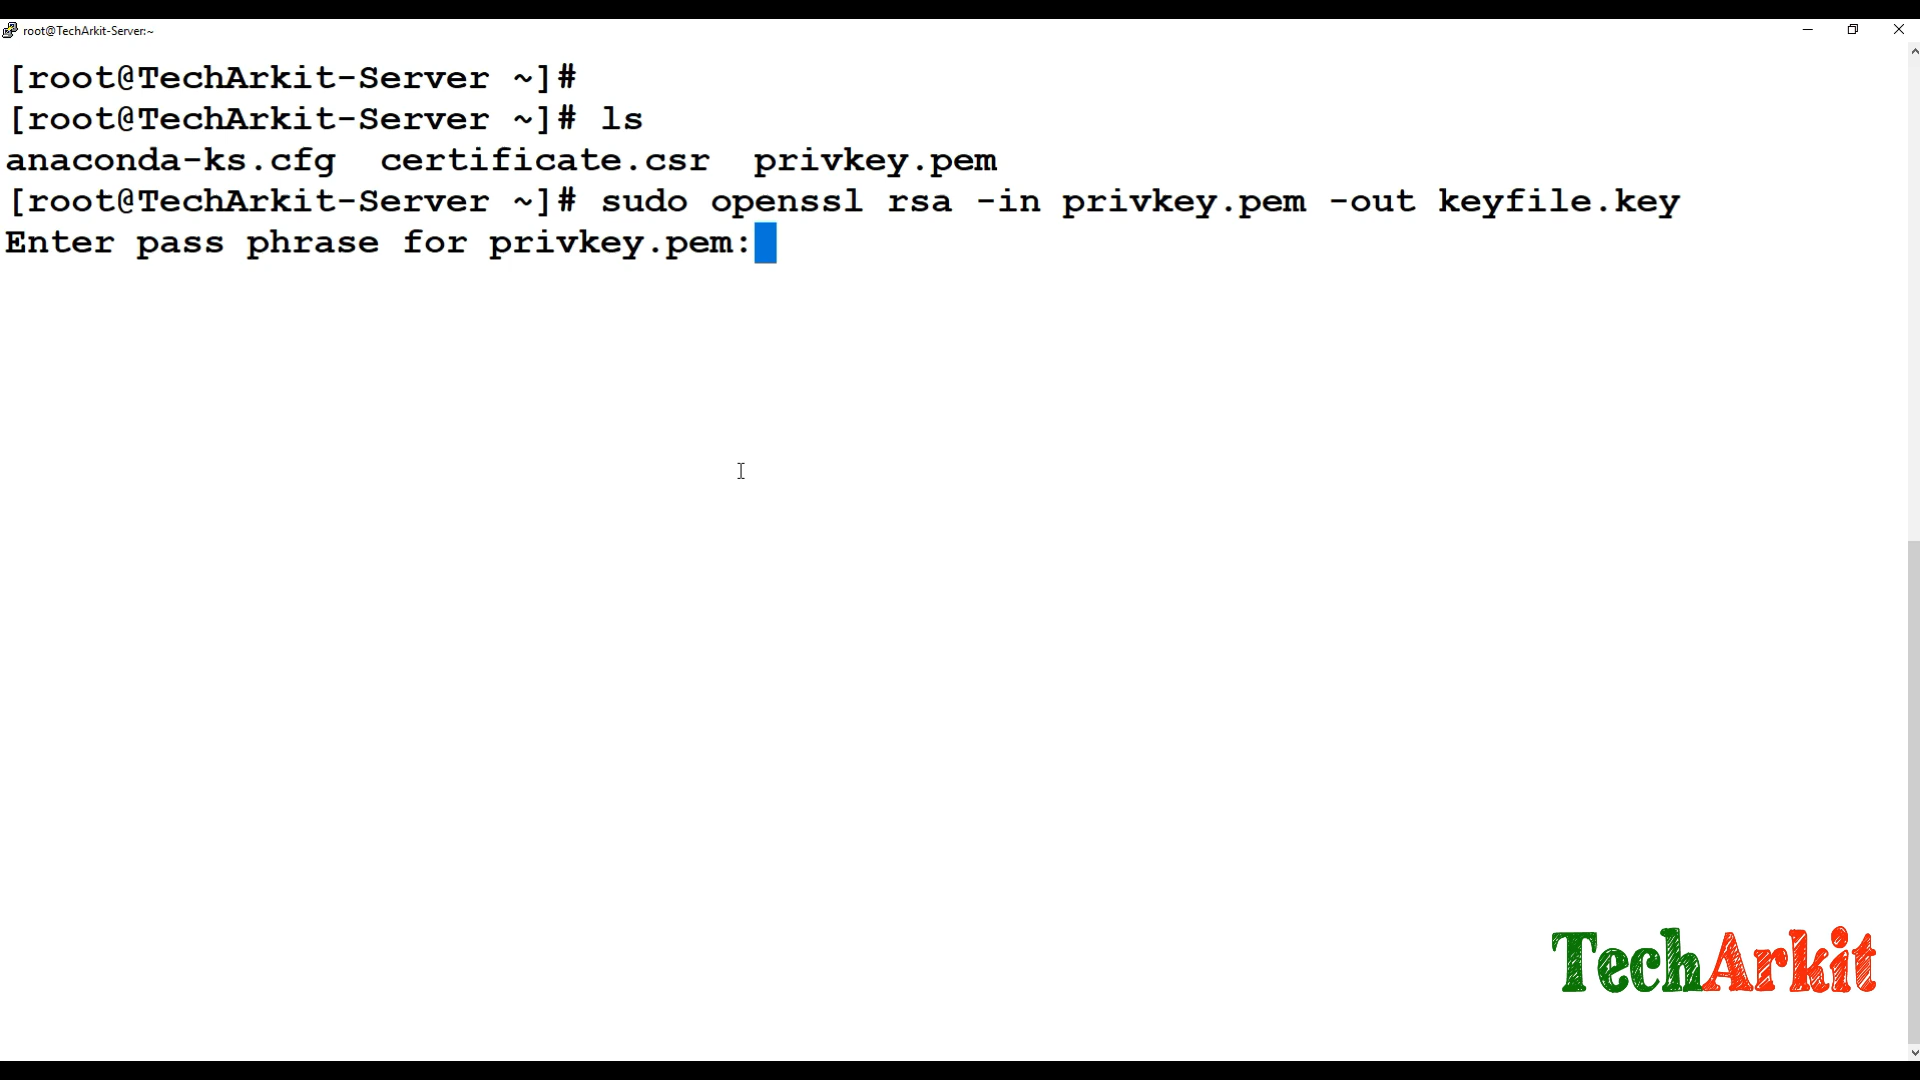 root@TechArkit-Server:~
[root@TechArkit-Server ~]#
[root@TechArkit-Server ~]# ls
anaconda-ks.cfg  certificate.csr  privkey.pem
[root@TechArkit-Server ~]# sudo openssl rsa -in privkey.pem -out keyfile.key
Enter pass phrase for privkey.pem:
TechArkit